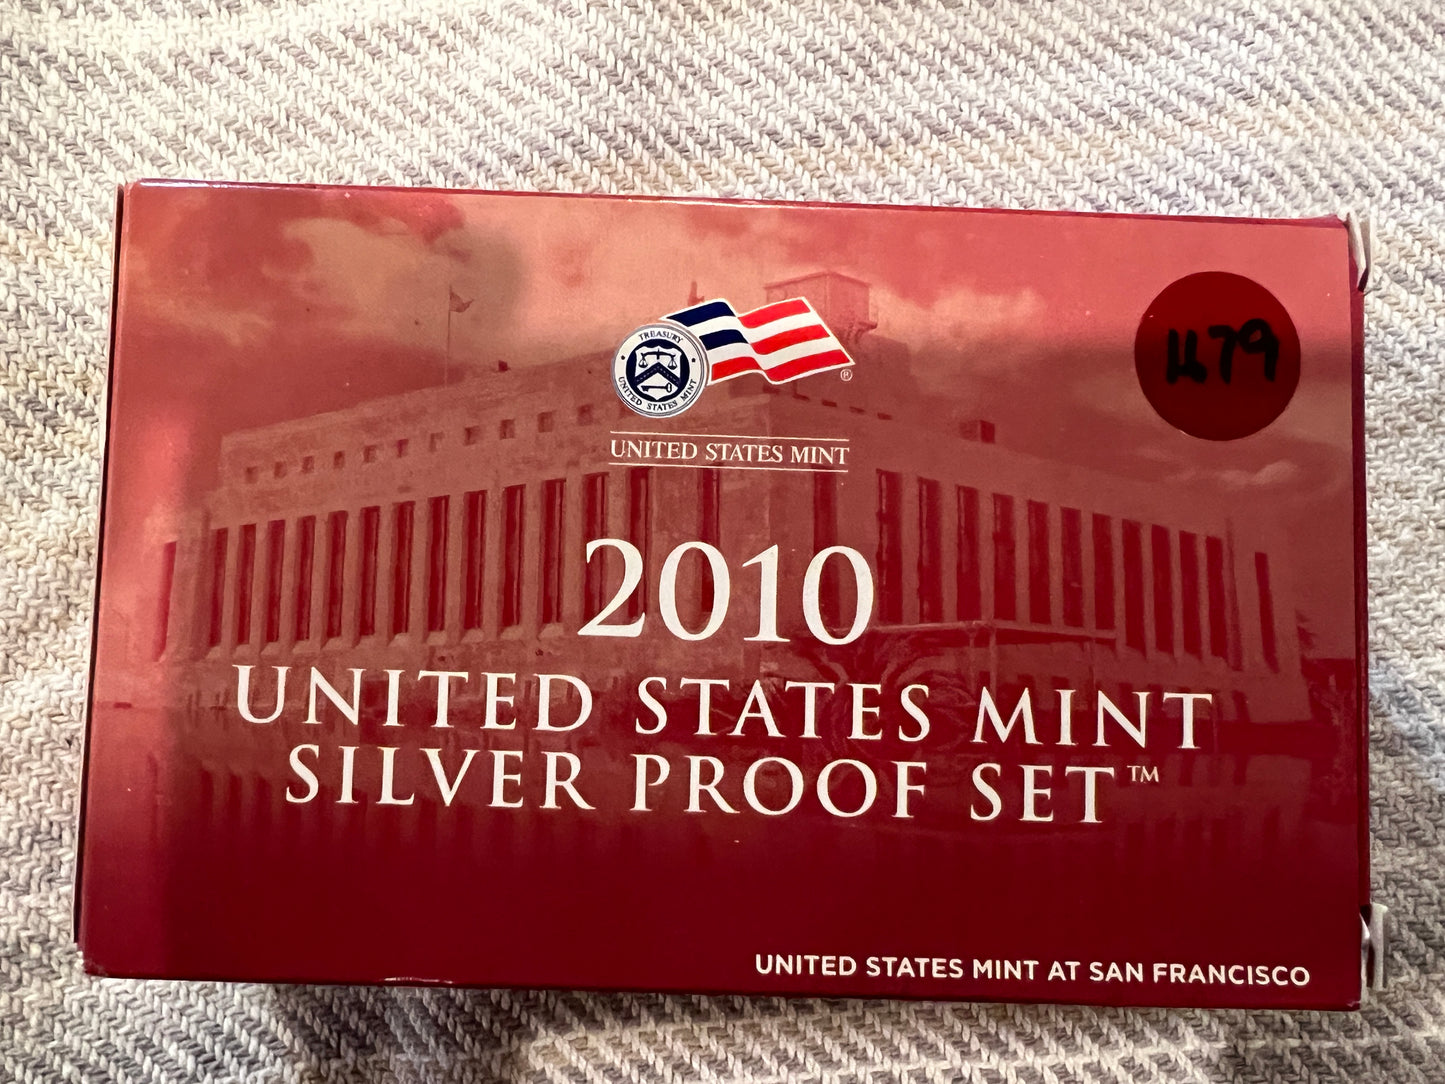 TREASURY
UNITED STATES MINT
®
UNITED STATES MINT
1179
2010
UNITED STATES MINT
SILVER PROOF SET™
UNITED STATES MINT AT SAN FRANCISCO